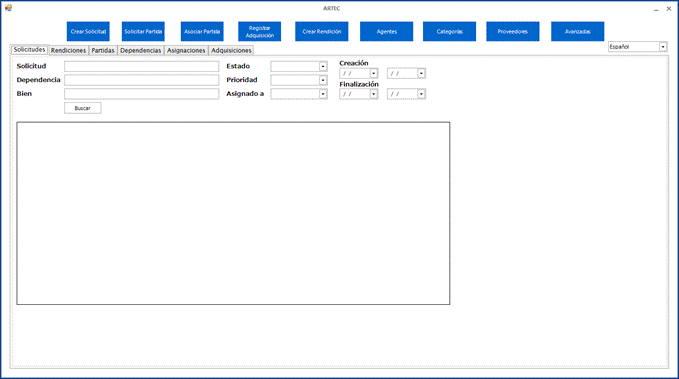 ARTEC
Crear Solicitud
Solicitar Partida
Asociar Partida
Registrar
Adquisición
Crear Rendición
Agentes
Categorías
Proveedores
Avanzadas
Español
Solicitudes Rendiciones Partidas Dependencias Asignaciones Adquisiciones
Solicitud
Dependencia
Bien
Estado
Prioridad
Asignado a
Creación
/ / / /
Finalización
/ / / /
Buscar